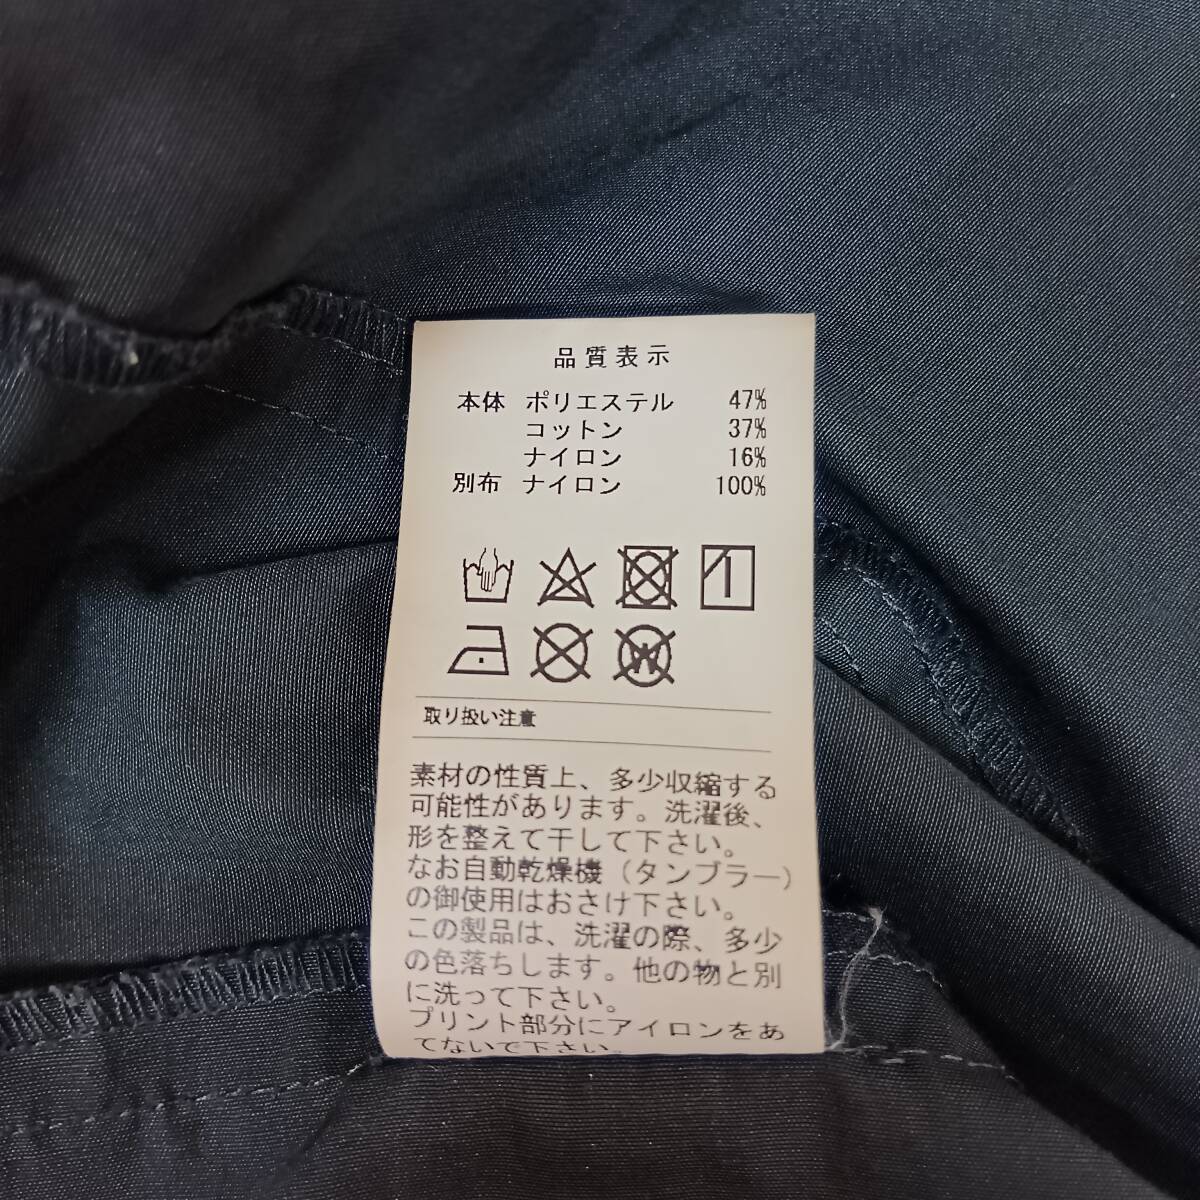 品質表示
本体 ポリエステル 47%
コットン 37%
ナイロン 16%
別布 ナイロン 100%
取り扱い注意
素材の性質上、多少収縮する
可能性があります。洗濯後、
形を整えて干して下さい。
なお自動乾燥機（タンブラー）
の御使用はおさけ下さい。
この製品は、洗濯の際、多少
の色落ちします。他の物と別
に洗って下さい。
プリント部分にアイロンをあ
てないで下さい。